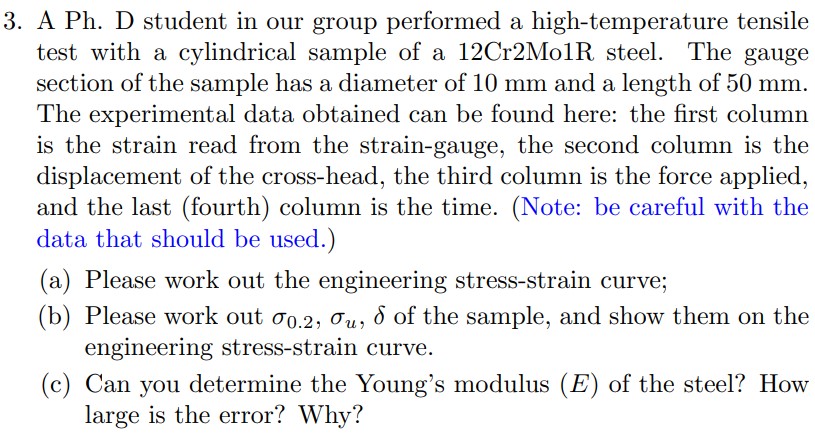 3. A Ph. D student in our group performed a high-temperature tensile
test with a cylindrical sample of a 12Cr2Mo1R steel. The gauge
section of the sample has a diameter of 10 mm and a length of 50 mm.
The experimental data obtained can be found here: the first column
is the strain read from the strain-gauge, the second column is the
displacement of the cross-head, the third column is the force applied,
and the last (fourth) column is the time. (Note: be careful with the
data that should be used.)
(a) Please work out the engineering stress-strain curve;
(b) Please work out σ0.2, σu, δ of the sample, and show them on the
engineering stress-strain curve.
(c) Can you determine the Young's modulus (E) of the steel? How
large is the error? Why?